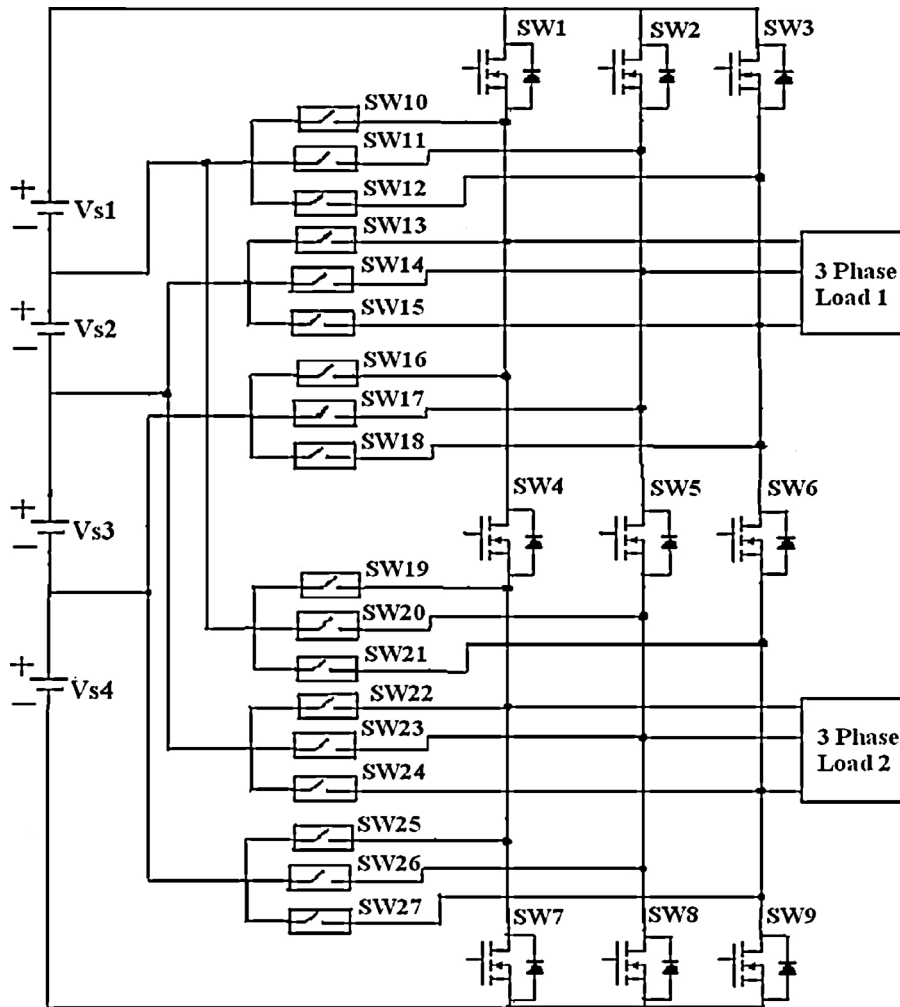 SW1
SW2
SW3
SW10
SW11
SW12
+
Vs1
−
SW13
SW14
SW15
3 Phase
Load 1
+
Vs2
−
SW16
SW17
SW18
SW4
SW5
SW6
+
Vs3
−
SW19
SW20
SW21
+
Vs4
−
SW22
SW23
SW24
3 Phase
Load 2
SW25
SW26
SW27
SW7
SW8
SW9